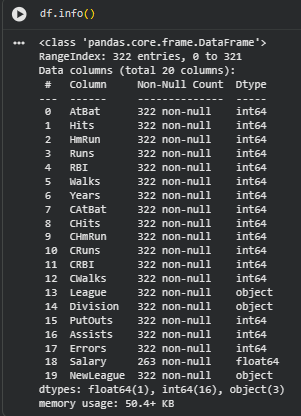 df.info()
<class 'pandas.core.frame.DataFrame'>
RangeIndex: 322 entries, 0 to 321
Data columns (total 20 columns):
 #   Column     Non-Null Count  Dtype
---  ------     --------------  -----
 0   AtBat      322 non-null    int64
 1   Hits       322 non-null    int64
 2   HmRun      322 non-null    int64
 3   Runs       322 non-null    int64
 4   RBI        322 non-null    int64
 5   Walks      322 non-null    int64
 6   Years      322 non-null    int64
 7   CAtBat     322 non-null    int64
 8   CHits      322 non-null    int64
 9   CHmRun     322 non-null    int64
 10  CRuns      322 non-null    int64
 11  CRBI       322 non-null    int64
 12  CWalks     322 non-null    int64
 13  League     322 non-null    object
 14  Division   322 non-null    object
 15  PutOuts    322 non-null    int64
 16  Assists    322 non-null    int64
 17  Errors     322 non-null    int64
 18  Salary     263 non-null    float64
 19  NewLeague  322 non-null    object
dtypes: float64(1), int64(16), object(3)
memory usage: 50.4+ KB